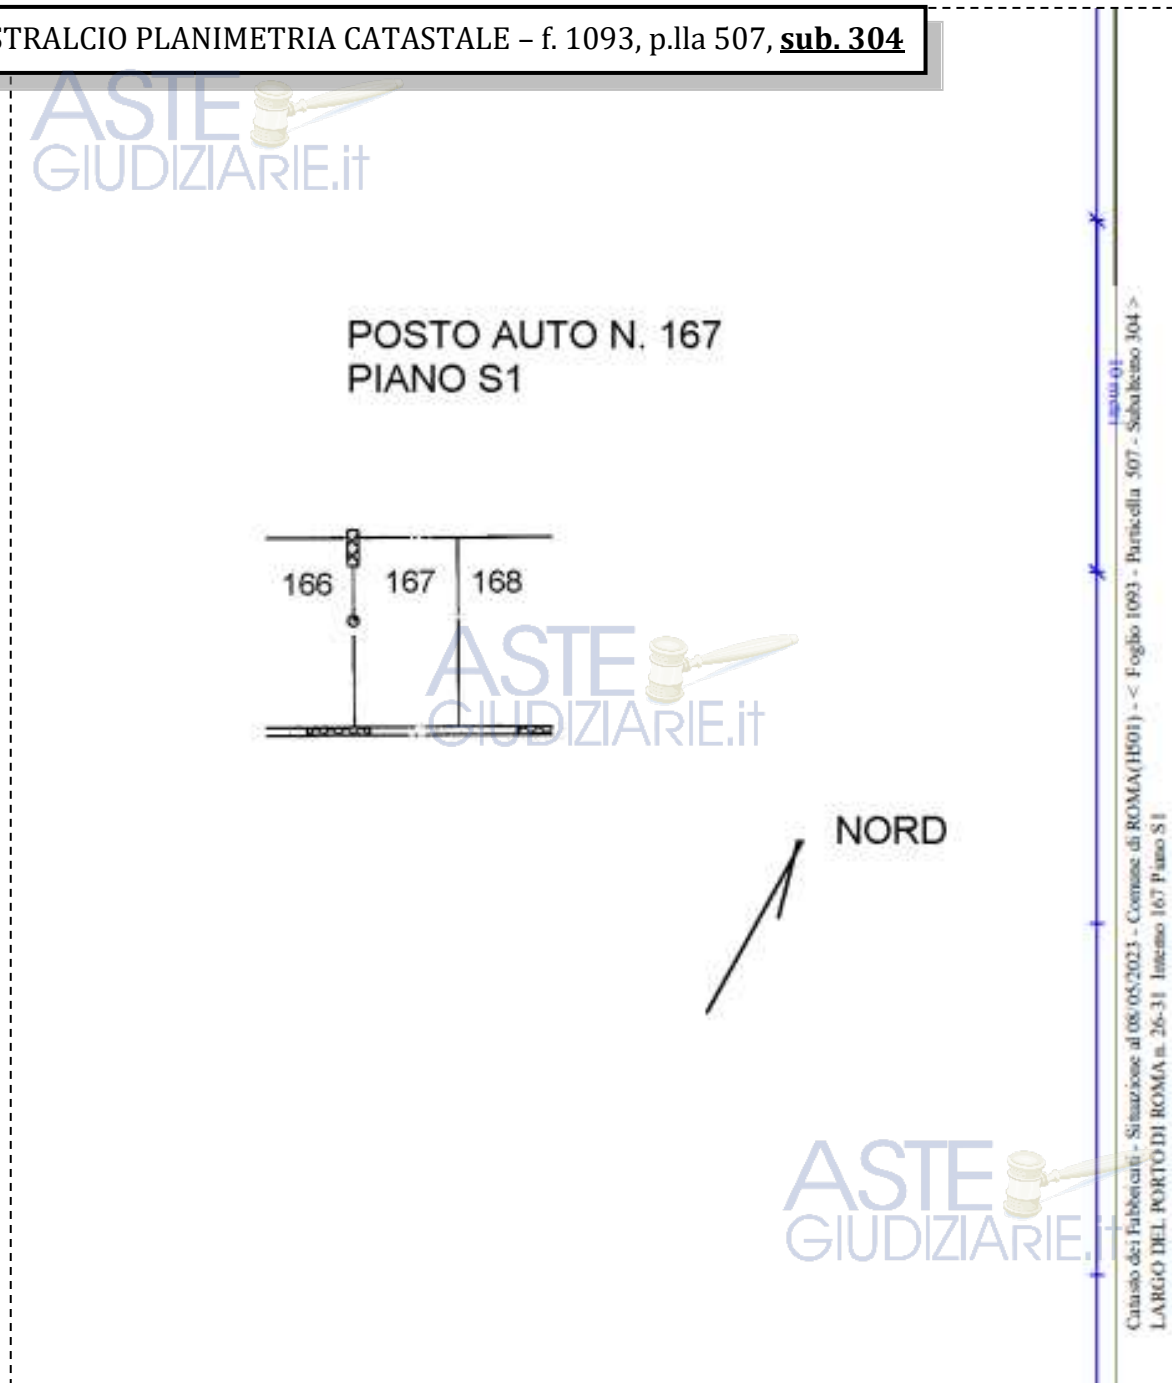 STRALCIO PLANIMETRIA CATASTALE – f. 1093, p.lla 507, sub. 304
ASTE
GIUDIZIARIE.it
POSTO AUTO N. 167
PIANO S1
166 167 168
ASTE
GIUDIZIARIE.it
NORD
ASTE
GIUDIZIARIE.it
10 metri
Catasto dei Fabbricati - Situazione al 08/05/2023 - Comune di ROMA(H501) - < Foglio 1093 - Particella 507 - Subalterno 304 >
LARGO DEL PORTO DI ROMA n. 26-31 Interno 167 Piano S1